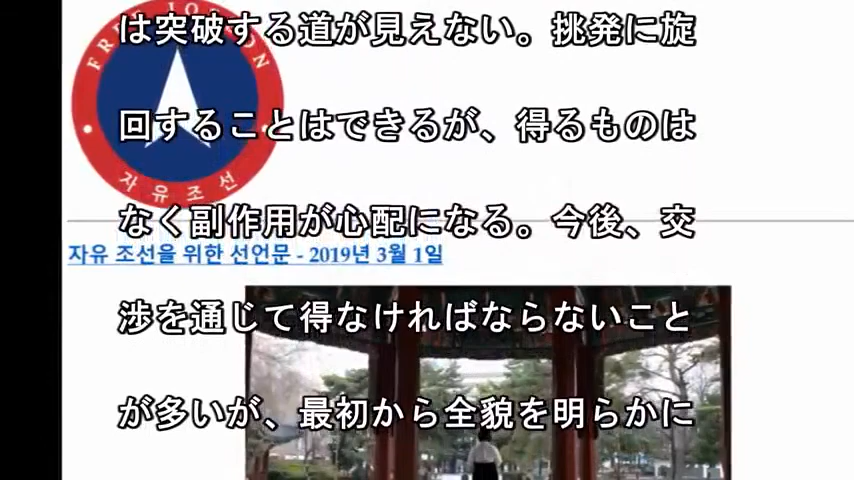 は突破する道が見えない。挑発に旋
回することはできるが、得るものは
자유 조선
なく副作用が心配になる。今後、交
자유 조선을 위한 선언문 - 2019년 3월 1일
渉を通じて得なければならないこと
が多いが、最初から全貌を明らかに